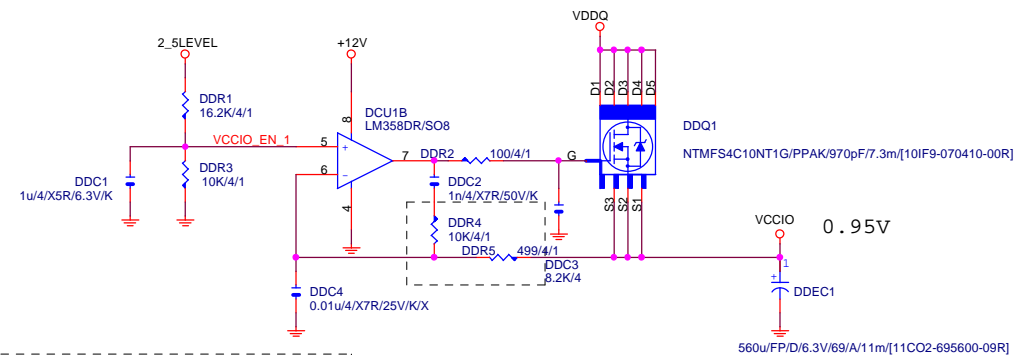 VDDQ
2_5LEVEL
+12V
D1
D2
D3
D4
D5
DDR1
16.2K/4/1
DCU1B
LM358DR/SO8
8
VCCIO_EN_1
5
+
7
DDR2
100/4/1
G
DDQ1
NTMFS4C10NT1G/PPAK/970pF/7.3m/[10IF9-070410-00R]
6
-
4
DDR3
10K/4/1
DDC1
1u/4/X5R/6.3V/K
DDC2
1n/4/X7R/50V/K
S3
S2
S1
DDR4
10K/4/1
DDR5
499/4/1
DDC3
8.2K/4
VCCIO
0.95V
1
+
DDEC1
DDC4
0.01u/4/X7R/25V/K/X
560u/FP/D/6.3V/69/A/11m/[11CO2-695600-09R]